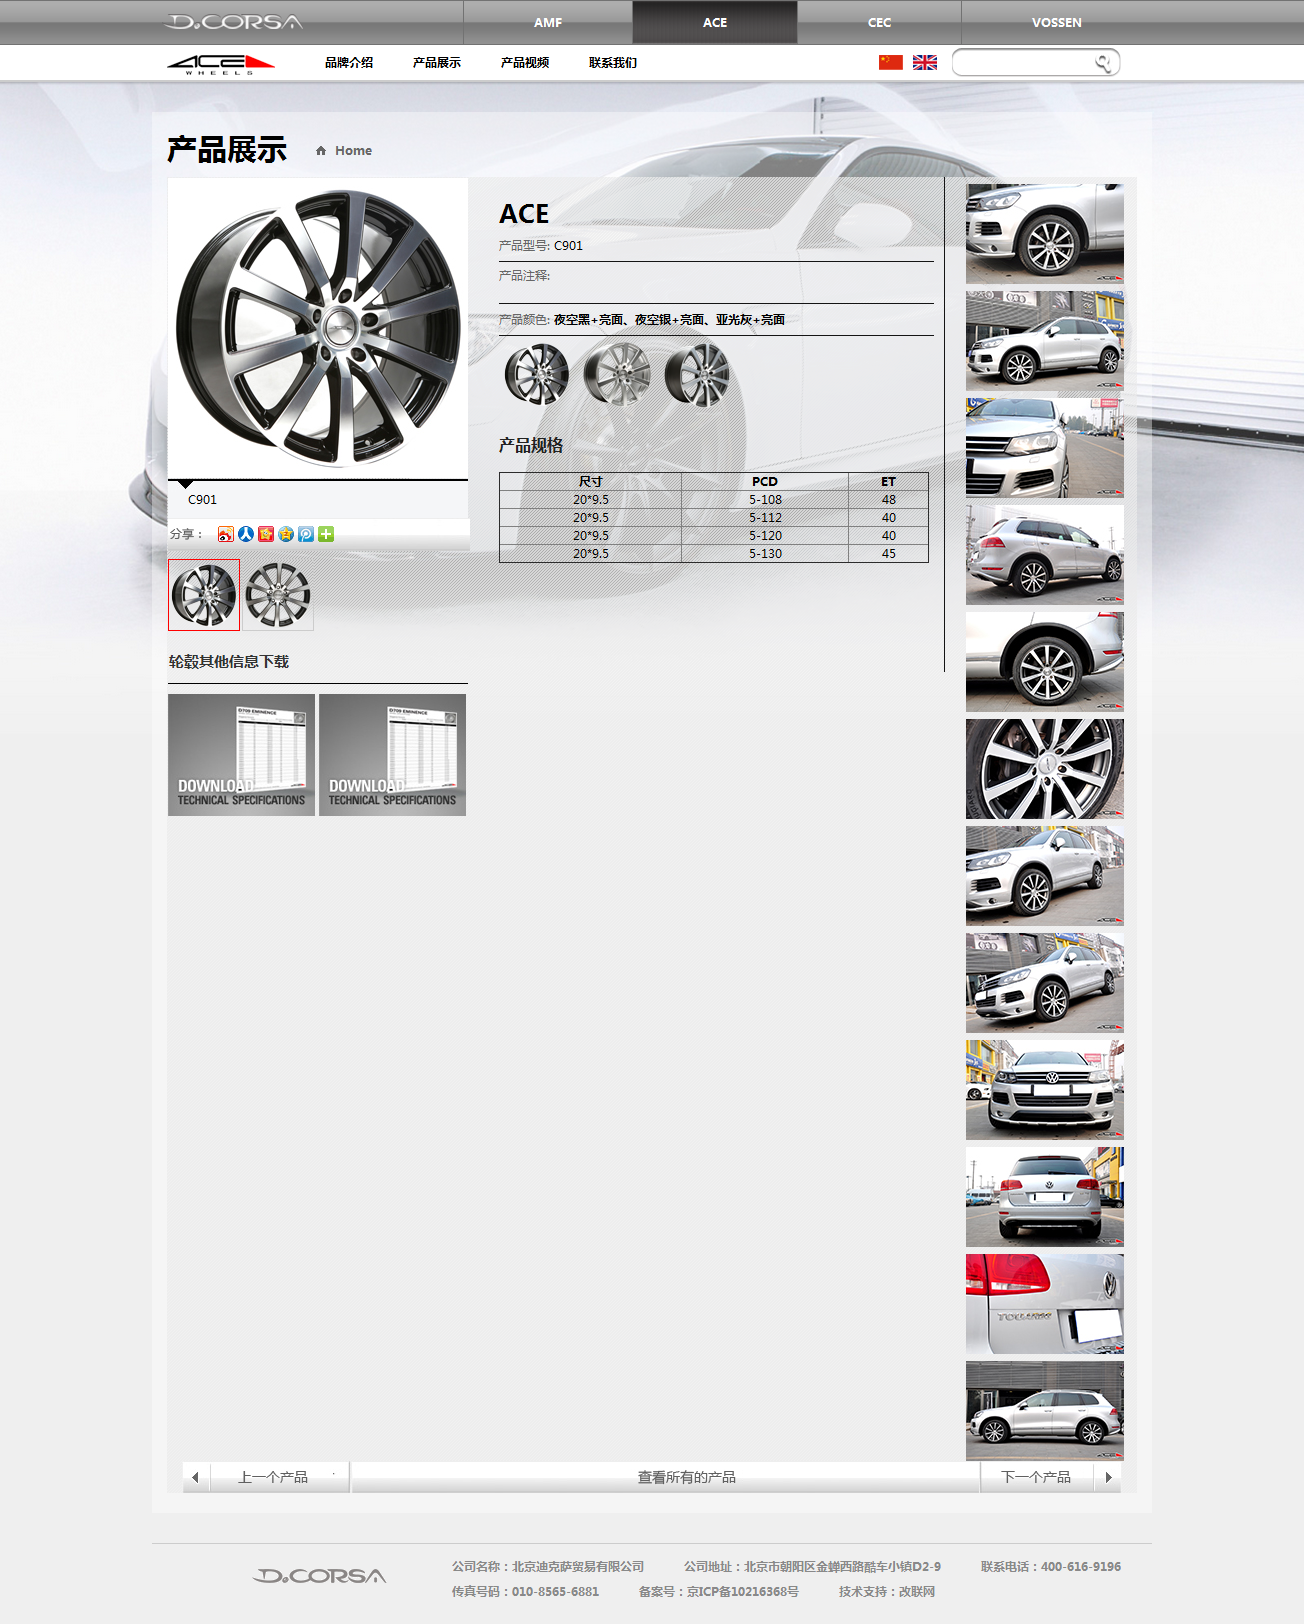 D.CORSA
AMF
ACE
CEC
VOSSEN
ACE
WHEELS
品牌介绍
产品展示
产品视频
联系我们
产品展示
Home
ACE
产品型号: C901
产品注释:
产品颜色: 夜空黑+亮面、夜空银+亮面、亚光灰+亮面
C901
分享：
产品规格
尺寸 PCD ET
20*9.5 5-108 48
20*9.5 5-112 40
20*9.5 5-120 40
20*9.5 5-130 45
轮毂其他信息下载
D709 EMINENCE
DOWNLOAD
TECHNICAL SPECIFICATIONS
D709 EMINENCE
DOWNLOAD
TECHNICAL SPECIFICATIONS
上一个产品
查看所有的产品
下一个产品
D.CORSA
公司名称：北京迪克萨贸易有限公司
公司地址：北京市朝阳区金蝉西路酷车小镇D2-9
联系电话：400-616-9196
传真号码：010-8565-6881
备案号：京ICP备10216368号
技术支持：改联网